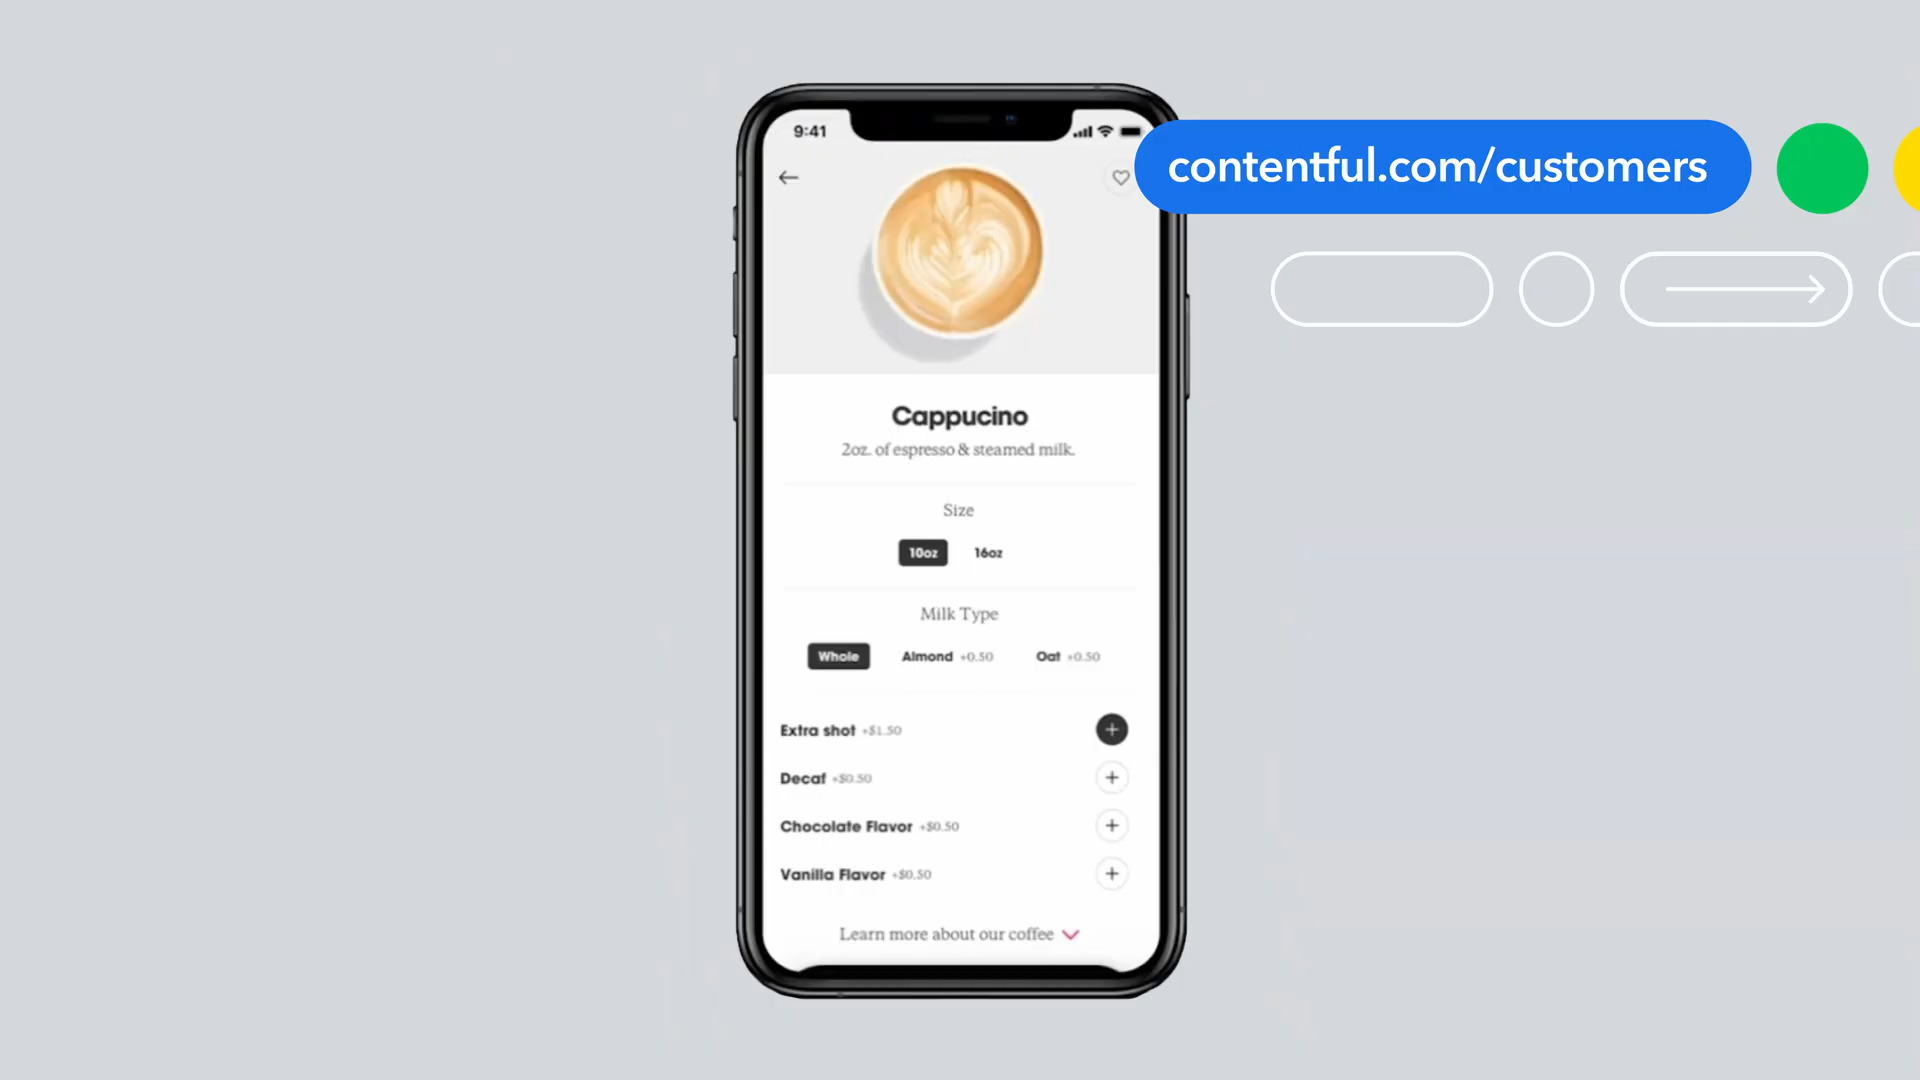 9:41
contentful.com/customers
Cappucino
2oz. of espresso & steamed milk.
Size
10oz 16oz
Milk Type
Whole Almond +0.50 Oat +0.50
Extra shot +$1.50
Decaf +$0.50
Chocolate Flavor +$0.50
Vanilla Flavor +$0.50
Learn more about our coffee